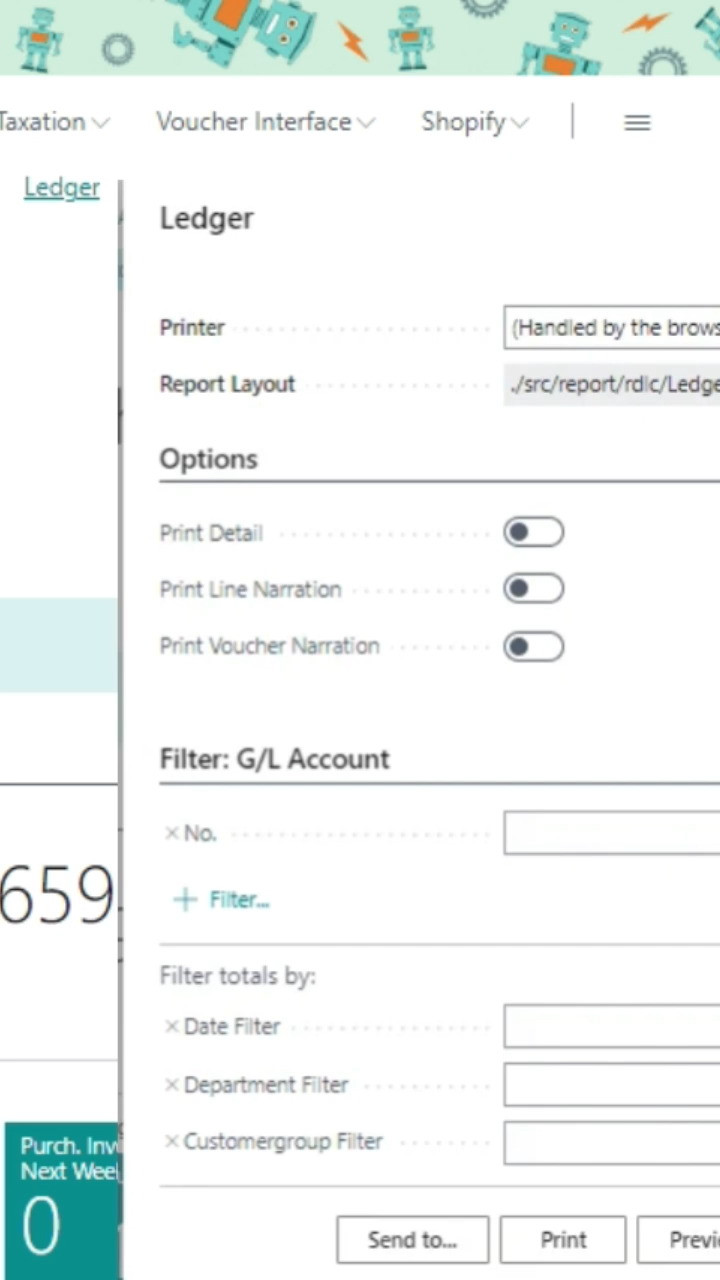 Taxation Voucher Interface Shopify
Ledger
Ledger
Printer (Handled by the brows
Report Layout ./src/report/rdlc/Ledge
Options
Print Detail
Print Line Narration
Print Voucher Narration
Filter: G/L Account
× No.
+ Filter...
659
Filter totals by:
× Date Filter
× Department Filter
× Customergroup Filter
Purch. Inv
Next Wee
0
Send to... Print Previ